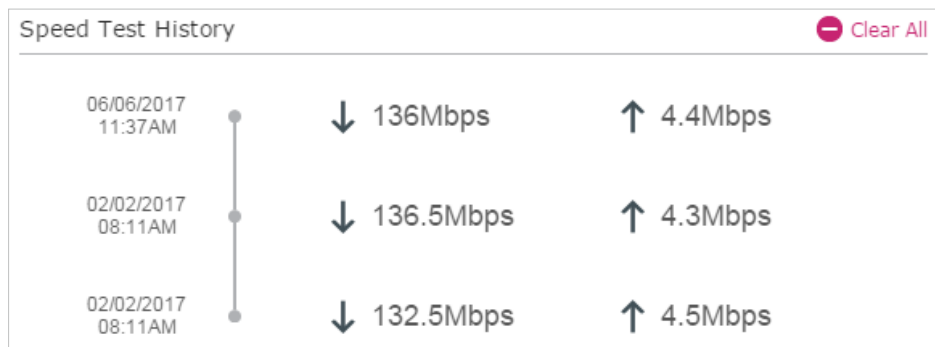 Speed Test History
Clear All
06/06/2017
11:37AM
↓ 136Mbps ↑ 4.4Mbps
02/02/2017
08:11AM
↓ 136.5Mbps ↑ 4.3Mbps
02/02/2017
08:11AM
↓ 132.5Mbps ↑ 4.5Mbps